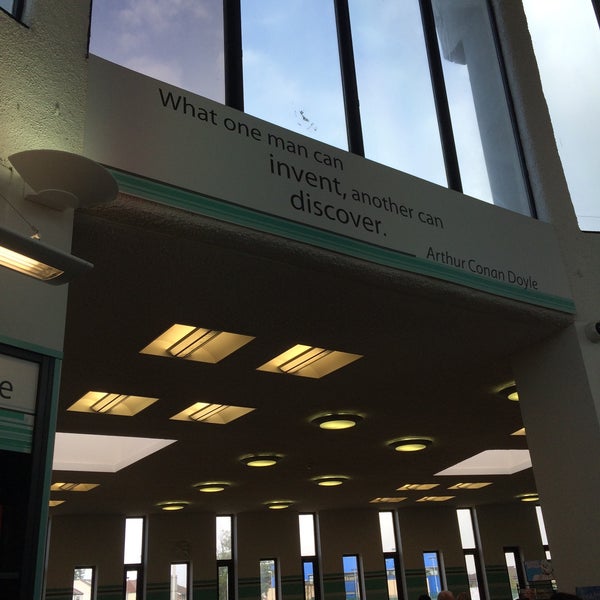 What one man can
invent, another can
discover.
Arthur Conan Doyle
e